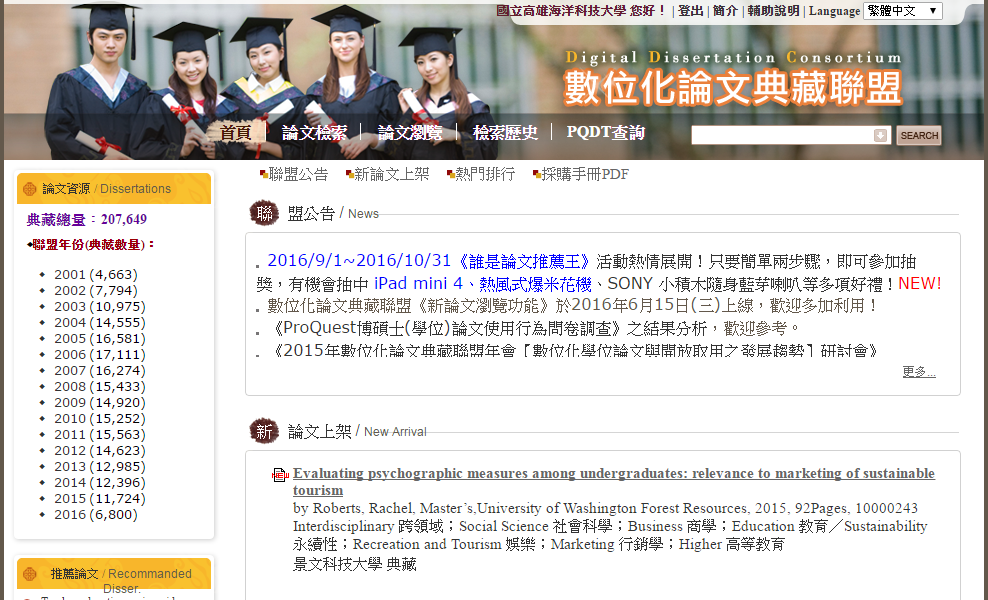 國立高雄海洋科技大學 您好！ | 登出 | 簡介 | 輔助說明 | Language 繁體中文
Digital Dissertation Consortium
數位化論文典藏聯盟
首頁 論文檢索 論文瀏覽 檢索歷史 PQDT查詢 SEARCH
聯盟公告 新論文上架 熱門排行 採購手冊PDF
論文資源 / Dissertations
典藏總量：207,649
聯盟年份(典藏數量)：
2001 (4,663)
2002 (7,794)
2003 (10,975)
2004 (14,555)
2005 (16,581)
2006 (17,111)
2007 (16,274)
2008 (15,433)
2009 (14,920)
2010 (15,252)
2011 (15,563)
2012 (14,623)
2013 (12,985)
2014 (12,396)
2015 (11,724)
2016 (6,800)
推薦論文 / Recommanded
Disser.
聯 盟公告 / News
2016/9/1~2016/10/31《誰是論文推薦王》活動熱情展開！只要簡單兩步驟，即可參加抽
獎，有機會抽中 iPad mini 4、熱風式爆米花機、SONY 小積木隨身藍芽喇叭等多項好禮！NEW!
數位化論文典藏聯盟《新論文瀏覽功能》於2016年6月15日(三)上線，歡迎多加利用！
《ProQuest博碩士(學位)論文使用行為問卷調查》之結果分析，歡迎參考。
《2015年數位化論文典藏聯盟年會【數位化學位論文與開放取用之發展趨勢】研討會》
更多...
新 論文上架 / New Arrival
Evaluating psychographic measures among undergraduates: relevance to marketing of sustainable
tourism
by Roberts, Rachel, Master's,University of Washington Forest Resources, 2015, 92Pages, 10000243
Interdisciplinary 跨領域；Social Science 社會科學；Business 商學；Education 教育／Sustainability
永續性；Recreation and Tourism 娛樂；Marketing 行銷學；Higher 高等教育
景文科技大學 典藏